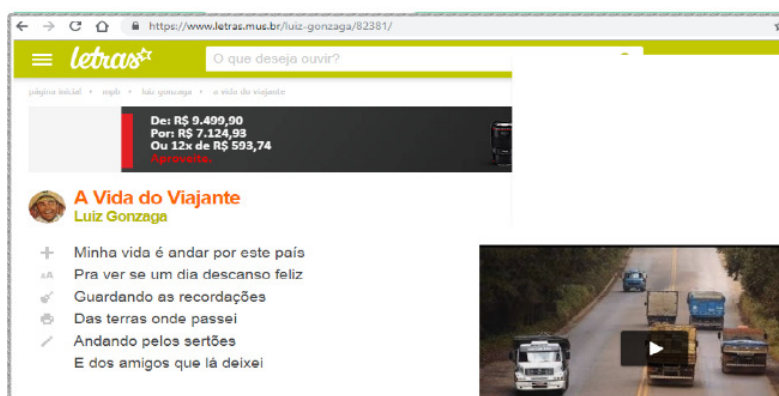 https://www.letras.mus.br/luiz-gonzaga/82381/
letras
O que deseja ouvir?
página inicial mpb luiz gonzaga a vida do viajante
De: R$ 9.499,90
Por: R$ 7.124,93
Ou 12x de R$ 593,74
Aproveite.
A Vida do Viajante
Luiz Gonzaga
Minha vida é andar por este país
Pra ver se um dia descanso feliz
Guardando as recordações
Das terras onde passei
Andando pelos sertões
E dos amigos que lá deixei